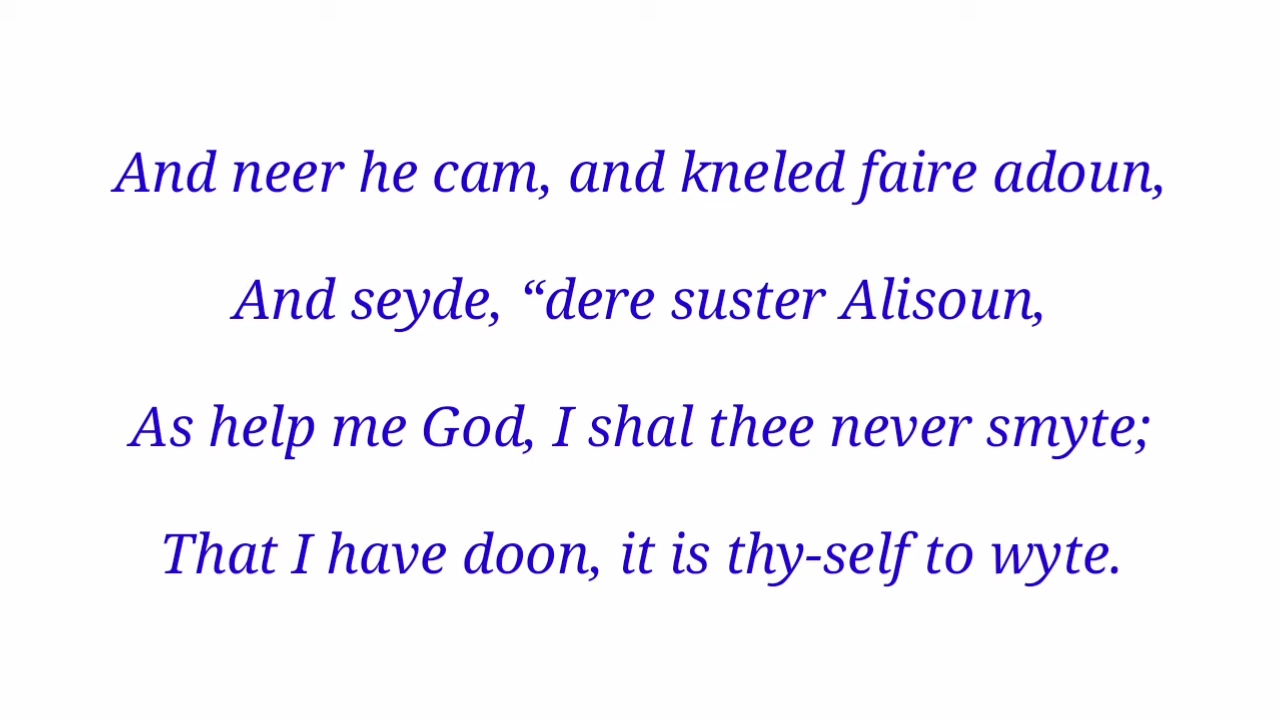 And neer he cam, and kneled faire adoun,
And seyde, “dere suster Alisoun,
As help me God, I shal thee never smyte;
That I have doon, it is thy-self to wyte.